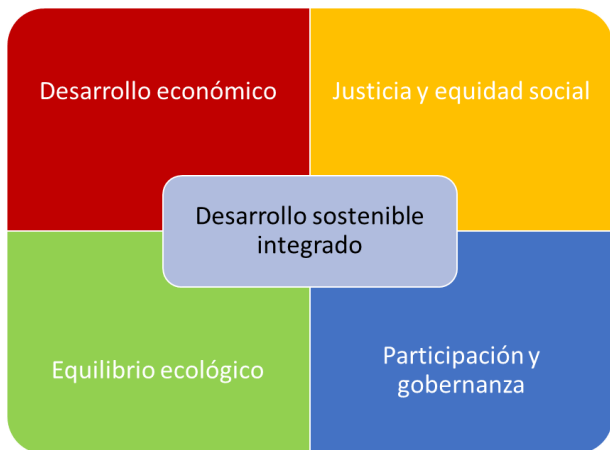 Desarrollo económico
Justicia y equidad social
Desarrollo sostenible
integrado
Equilibrio ecológico
Participación y
gobernanza